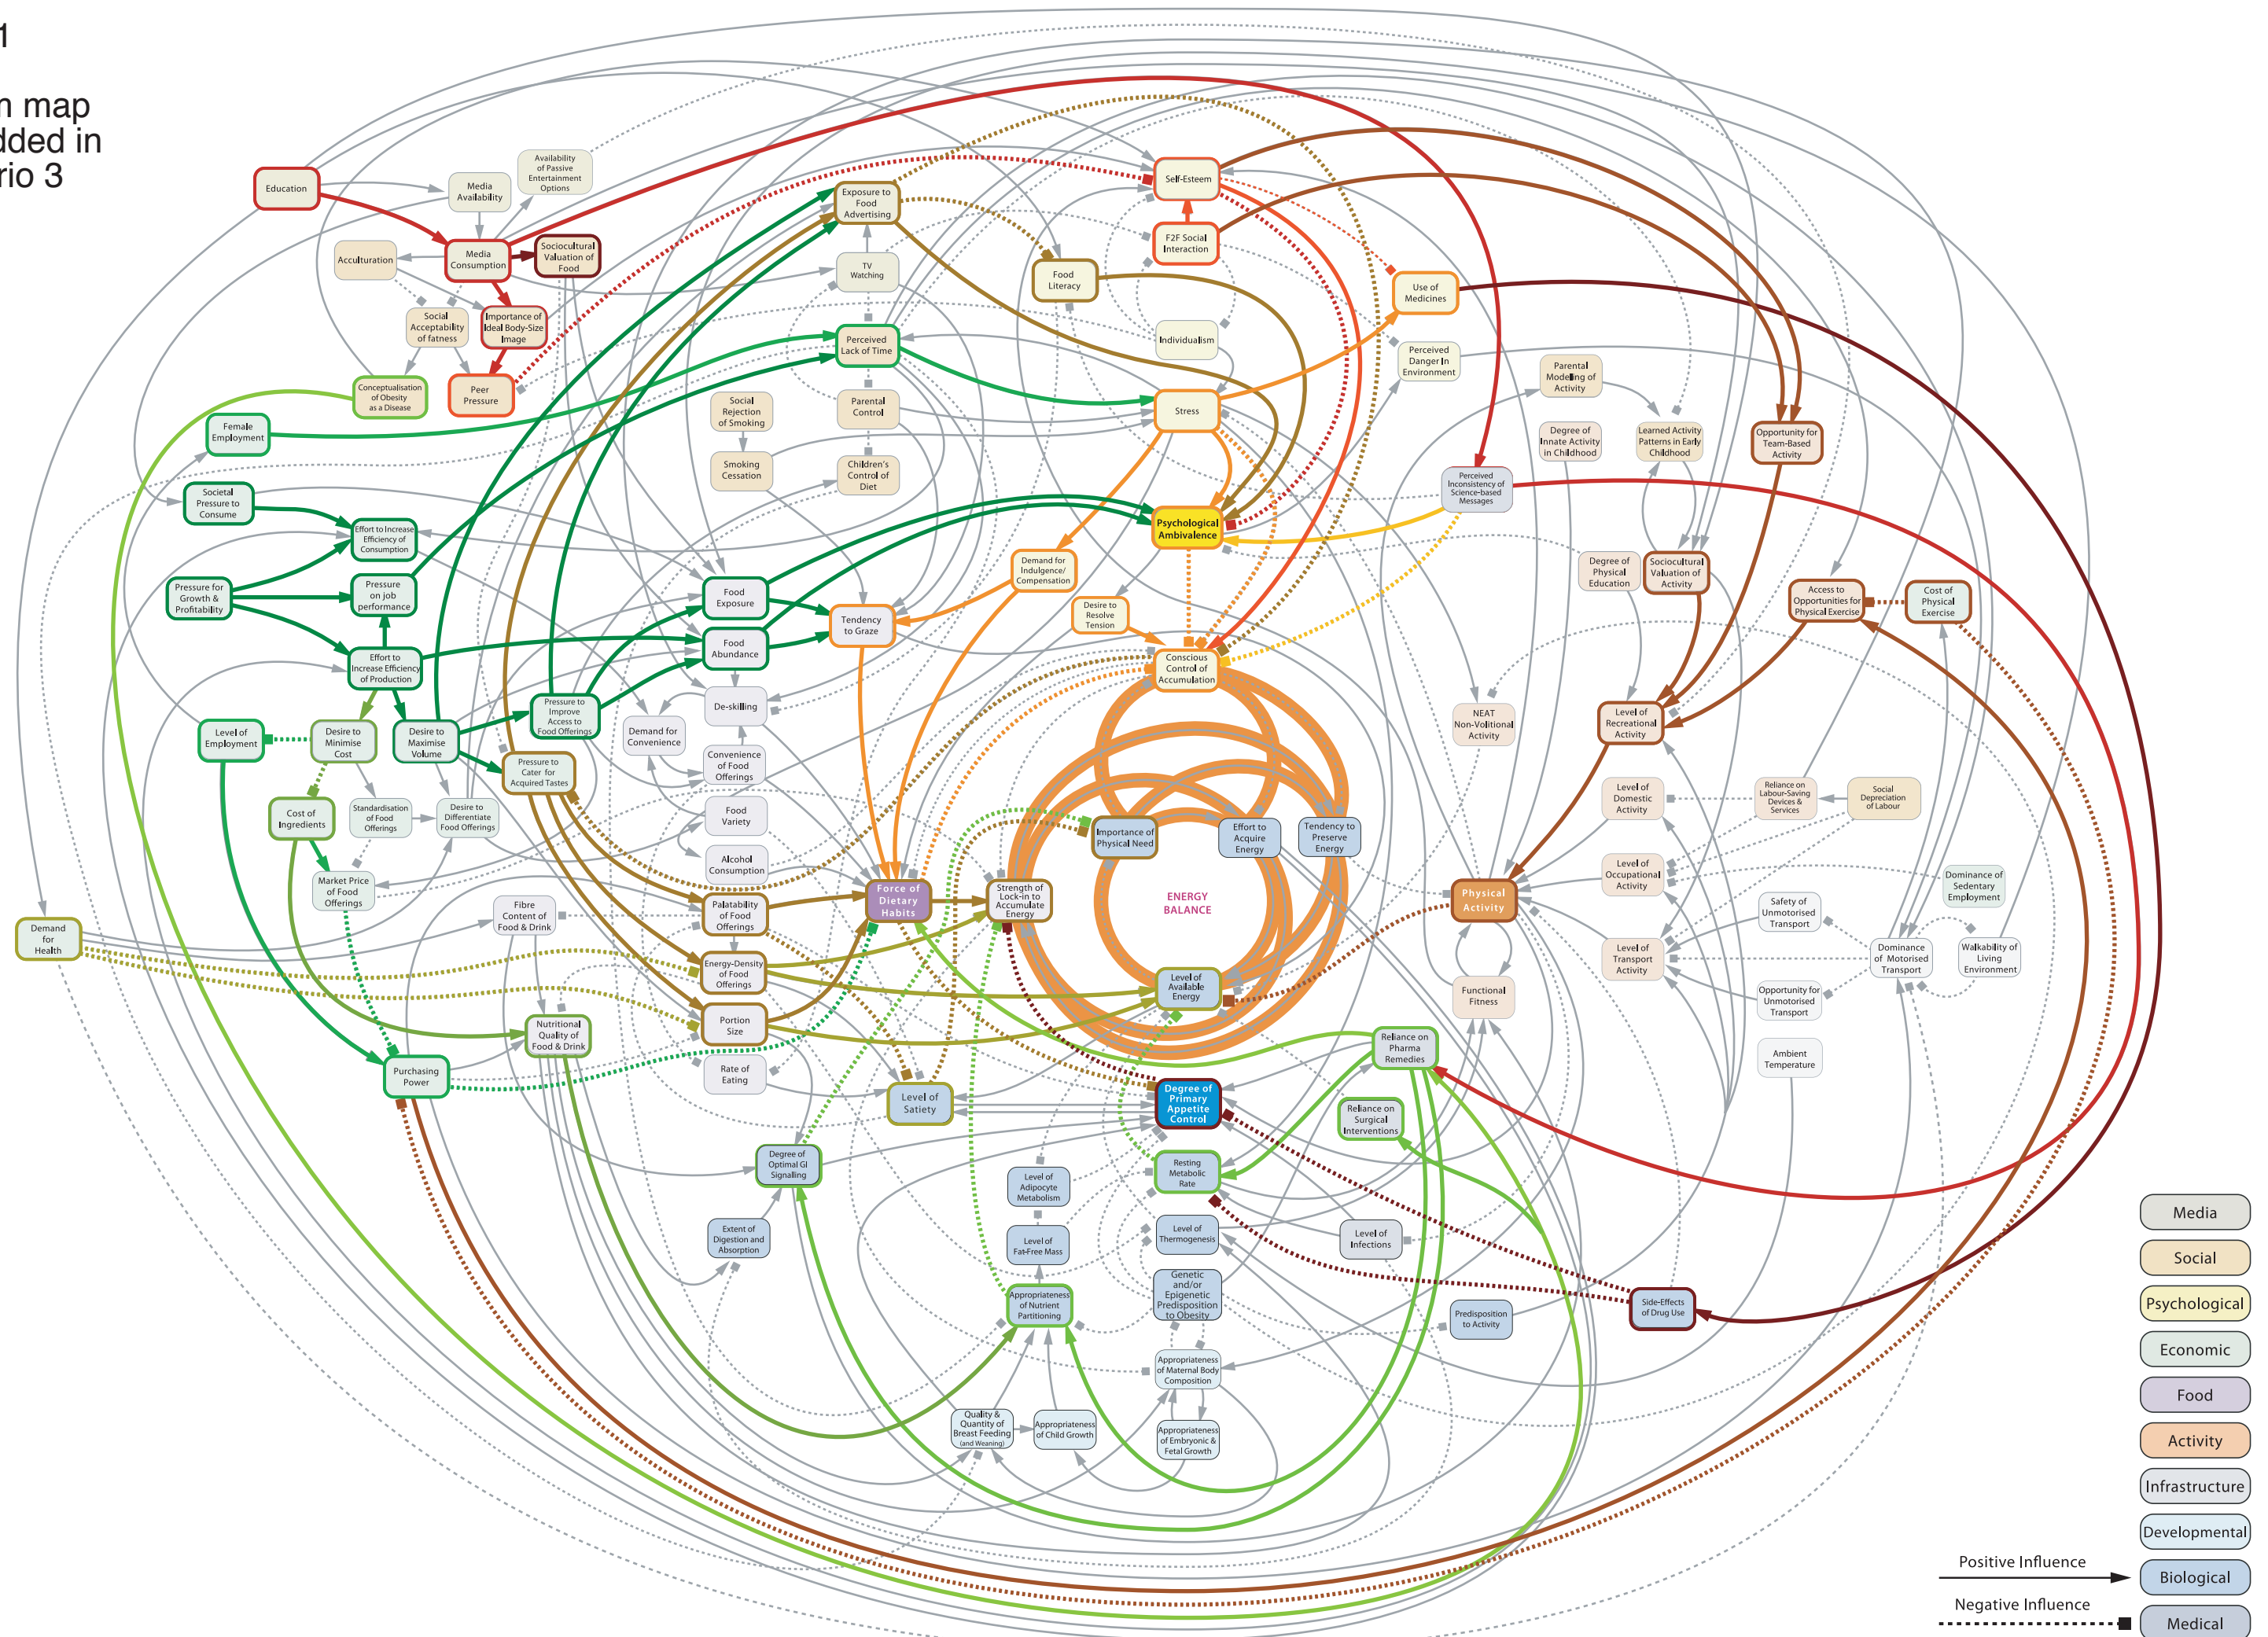 1
n map
dded in
rio 3
Education
Media
Availability
Availability
of Passive
Entertainment
Options
Acculturation
Media
Consumption
Sociocultural
Valuation of
Food
Social
Acceptability
of fatness
Importance of
Ideal Body-Size
Image
Conceptualisation
of Obesity
as a Disease
Peer
Pressure
Exposure to
Food
Advertising
TV
Watching
Perceived
Lack of Time
Parental
Control
Children's
Control of
Diet
Social
Rejection
of Smoking
Smoking
Cessation
Self-Esteem
F2F Social
Interaction
Food
Literacy
Individualism
Stress
Use of
Medicines
Perceived
Danger In
Environment
Parental
Modeling of
Activity
Degree of
Innate Activity
in Childhood
Learned Activity
Patterns in Early
Childhood
Opportunity for
Team-Based
Activity
Perceived
Inconsistency of
Science-based
Messages
Psychological
Ambivalence
Female
Employment
Societal
Pressure to
Consume
Effort to Increase
Efficiency of
Consumption
Pressure for
Growth &
Profitability
Pressure
on job
performance
Effort to
Increase Efficiency
of Production
Food
Exposure
Food
Abundance
Tendency
to Graze
Demand for
Indulgence/
Compensation
Desire to
Resolve
Tension
Conscious
Control of
Accumulation
Degree of
Physical
Education
Sociocultural
Valuation of
Activity
Access to
Opportunities for
Physical Exercise
Cost of
Physical
Exercise
Level of
Employment
Desire to
Minimise
Cost
Desire to
Maximise
Volume
Pressure to
Improve
Access to
Food Offerings
Demand for
Convenience
De-skilling
Convenience
of Food
Offerings
NEAT
Non-Volitional
Activity
Level of
Recreational
Activity
Pressure to
Cater for
Acquired Tastes
Cost of
Ingredients
Standardisation
of Food
Offerings
Desire to
Differentiate
Food Offerings
Food
Variety
Alcohol
Consumption
Importance of
Physical Need
Effort to
Acquire
Energy
Tendency to
Preserve
Energy
Level of
Domestic
Activity
Reliance on
Labour-Saving
Devices &
Services
Social
Depreciation
of Labour
Market Price
of Food
Offerings
Fibre
Content of
Food & Drink
Palatability
of Food
Offerings
Force of
Dietary
Habits
Strength of
Lock-in to
Accumulate
Energy
ENERGY
BALANCE
Physical
Activity
Level of
Occupational
Activity
Dominance of
Sedentary
Employment
Safety of
Unmotorised
Transport
Demand
for
Health
Energy-Density
of Food
Offerings
Level of
Available
Energy
Functional
Fitness
Level of
Transport
Activity
Dominance
of Motorised
Transport
Walkability of
Living
Environment
Opportunity for
Unmotorised
Transport
Nutritional
Quality of
Food & Drink
Portion
Size
Rate of
Eating
Purchasing
Power
Level of
Satiety
Degree of
Primary
Appetite
Control
Reliance on
Pharma
Remedies
Ambient
Temperature
Reliance on
Surgical
Interventions
Degree of
Optimal GI
Signalling
Level of
Adipocyte
Metabolism
Resting
Metabolic
Rate
Extent of
Digestion and
Absorption
Level of
Fat-Free Mass
Level of
Thermogenesis
Level of
Infections
Appropriateness
of Nutrient
Partitioning
Genetic
and/or
Epigenetic
Predisposition
to Obesity
Predisposition
to Activity
Side-Effects
of Drug Use
Appropriateness
of Maternal Body
Composition
Quality &
Quantity of
Breast Feeding
(and Weaning)
Appropriateness
of Child Growth
Appropriateness
of Embryonic &
Fetal Growth
Media
Social
Psychological
Economic
Food
Activity
Infrastructure
Developmental
Biological
Medical
Positive Influence
Negative Influence